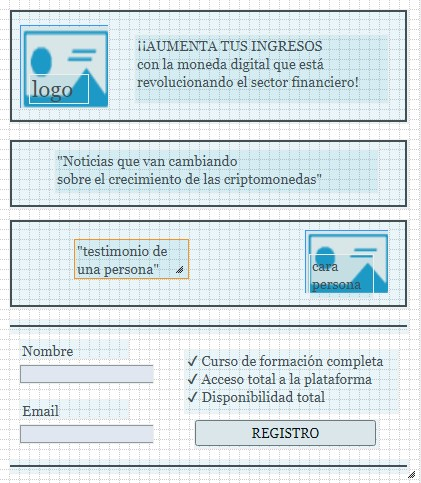 logo
¡¡AUMENTA TUS INGRESOS
con la moneda digital que está
revolucionando el sector financiero!
"Noticias que van cambiando
sobre el crecimiento de las criptomonedas"
"testimonio de
una persona"
cara
persona
Nombre
Email
✓ Curso de formación completa
✓ Acceso total a la plataforma
✓ Disponibilidad total
REGISTRO